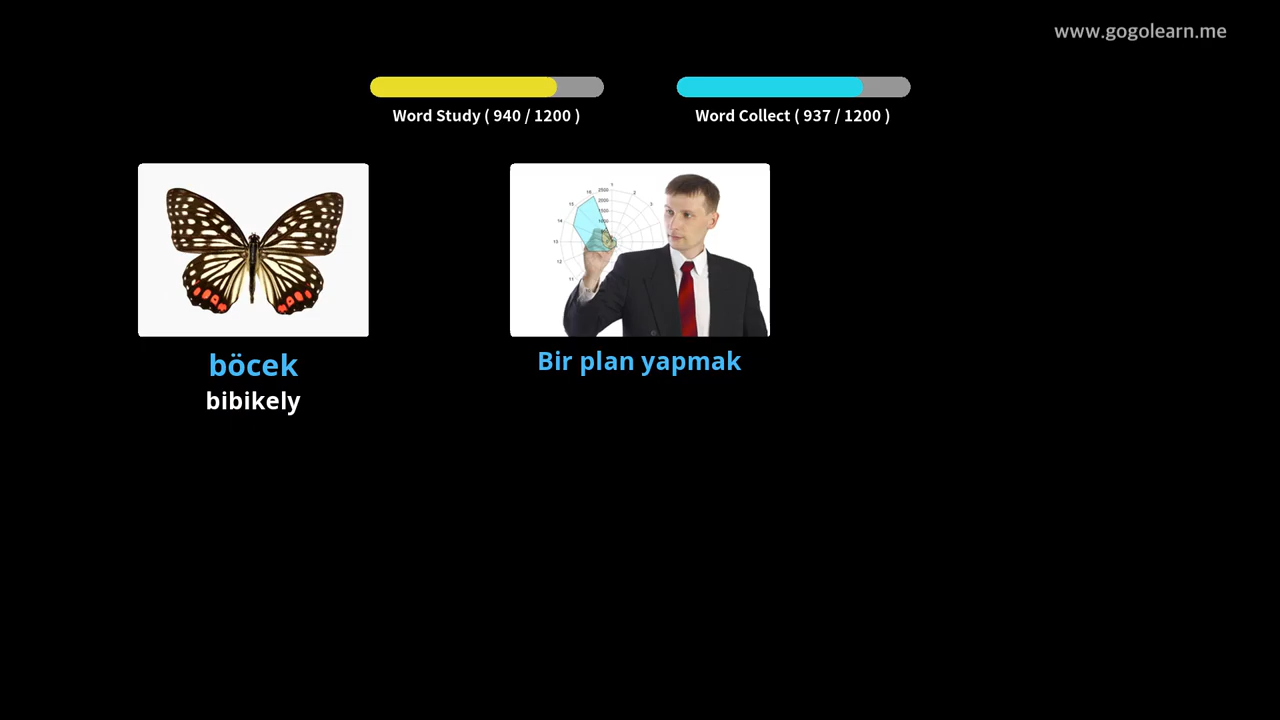 www.gogolearn.me
Word Study ( 940 / 1200 )
Word Collect ( 937 / 1200 )
böcek
bibikely
Bir plan yapmak